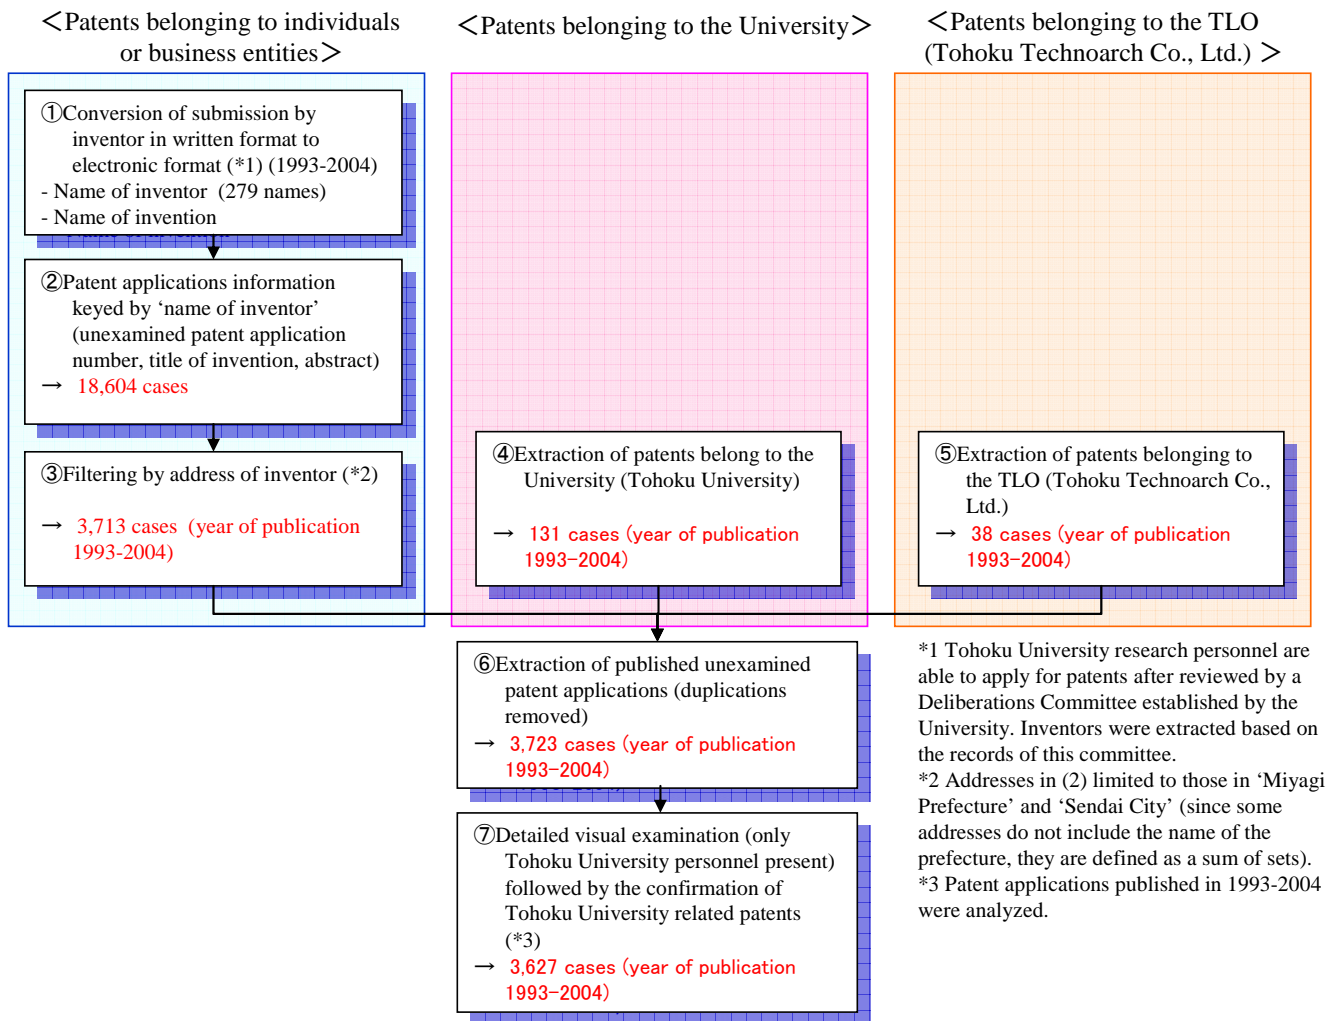 ＜Patents belonging to individuals
or business entities＞
①Conversion of submission by
inventor in written format to
electronic format (*1) (1993-2004)
- Name of inventor (279 names)
- Name of invention
②Patent applications information
keyed by ‘name of inventor’
(unexamined patent application
number, title of invention, abstract)
→ 18,604 cases
③Filtering by address of inventor (*2)
→ 3,713 cases (year of publication
1993-2004)
＜Patents belonging to the University＞
④Extraction of patents belong to the
University (Tohoku University)
→ 131 cases (year of publication
1993-2004)
＜Patents belonging to the TLO
(Tohoku Technoarch Co., Ltd.) ＞
⑤Extraction of patents belonging to
the TLO (Tohoku Technoarch Co.,
Ltd.)
→ 38 cases (year of publication
1993-2004)
⑥Extraction of published unexamined
patent applications (duplications
removed)
→ 3,723 cases (year of publication
1993-2004)
⑦Detailed visual examination (only
Tohoku University personnel present)
followed by the confirmation of
Tohoku University related patents
(*3)
→ 3,627 cases (year of publication
1993-2004)
*1 Tohoku University research personnel are
able to apply for patents after reviewed by a
Deliberations Committee established by the
University. Inventors were extracted based on
the records of this committee.
*2 Addresses in (2) limited to those in ‘Miyagi
Prefecture’ and ‘Sendai City’ (since some
addresses do not include the name of the
prefecture, they are defined as a sum of sets).
*3 Patent applications published in 1993-2004
were analyzed.